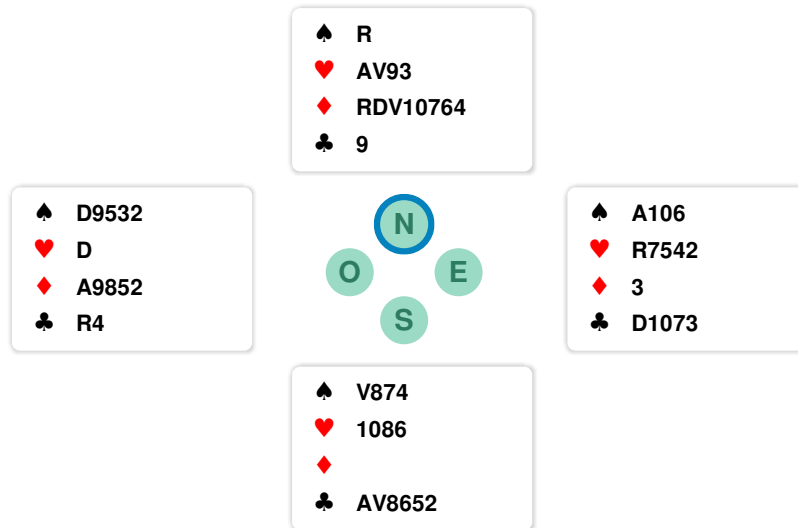 ♠ R
♥ AV93
♦ RDV10764
♣ 9
♠ D9532
♥ D
♦ A9852
♣ R4
N
O
E
S
♠ A106
♥ R7542
♦ 3
♣ D1073
♠ V874
♥ 1086
♦
♣ AV8652